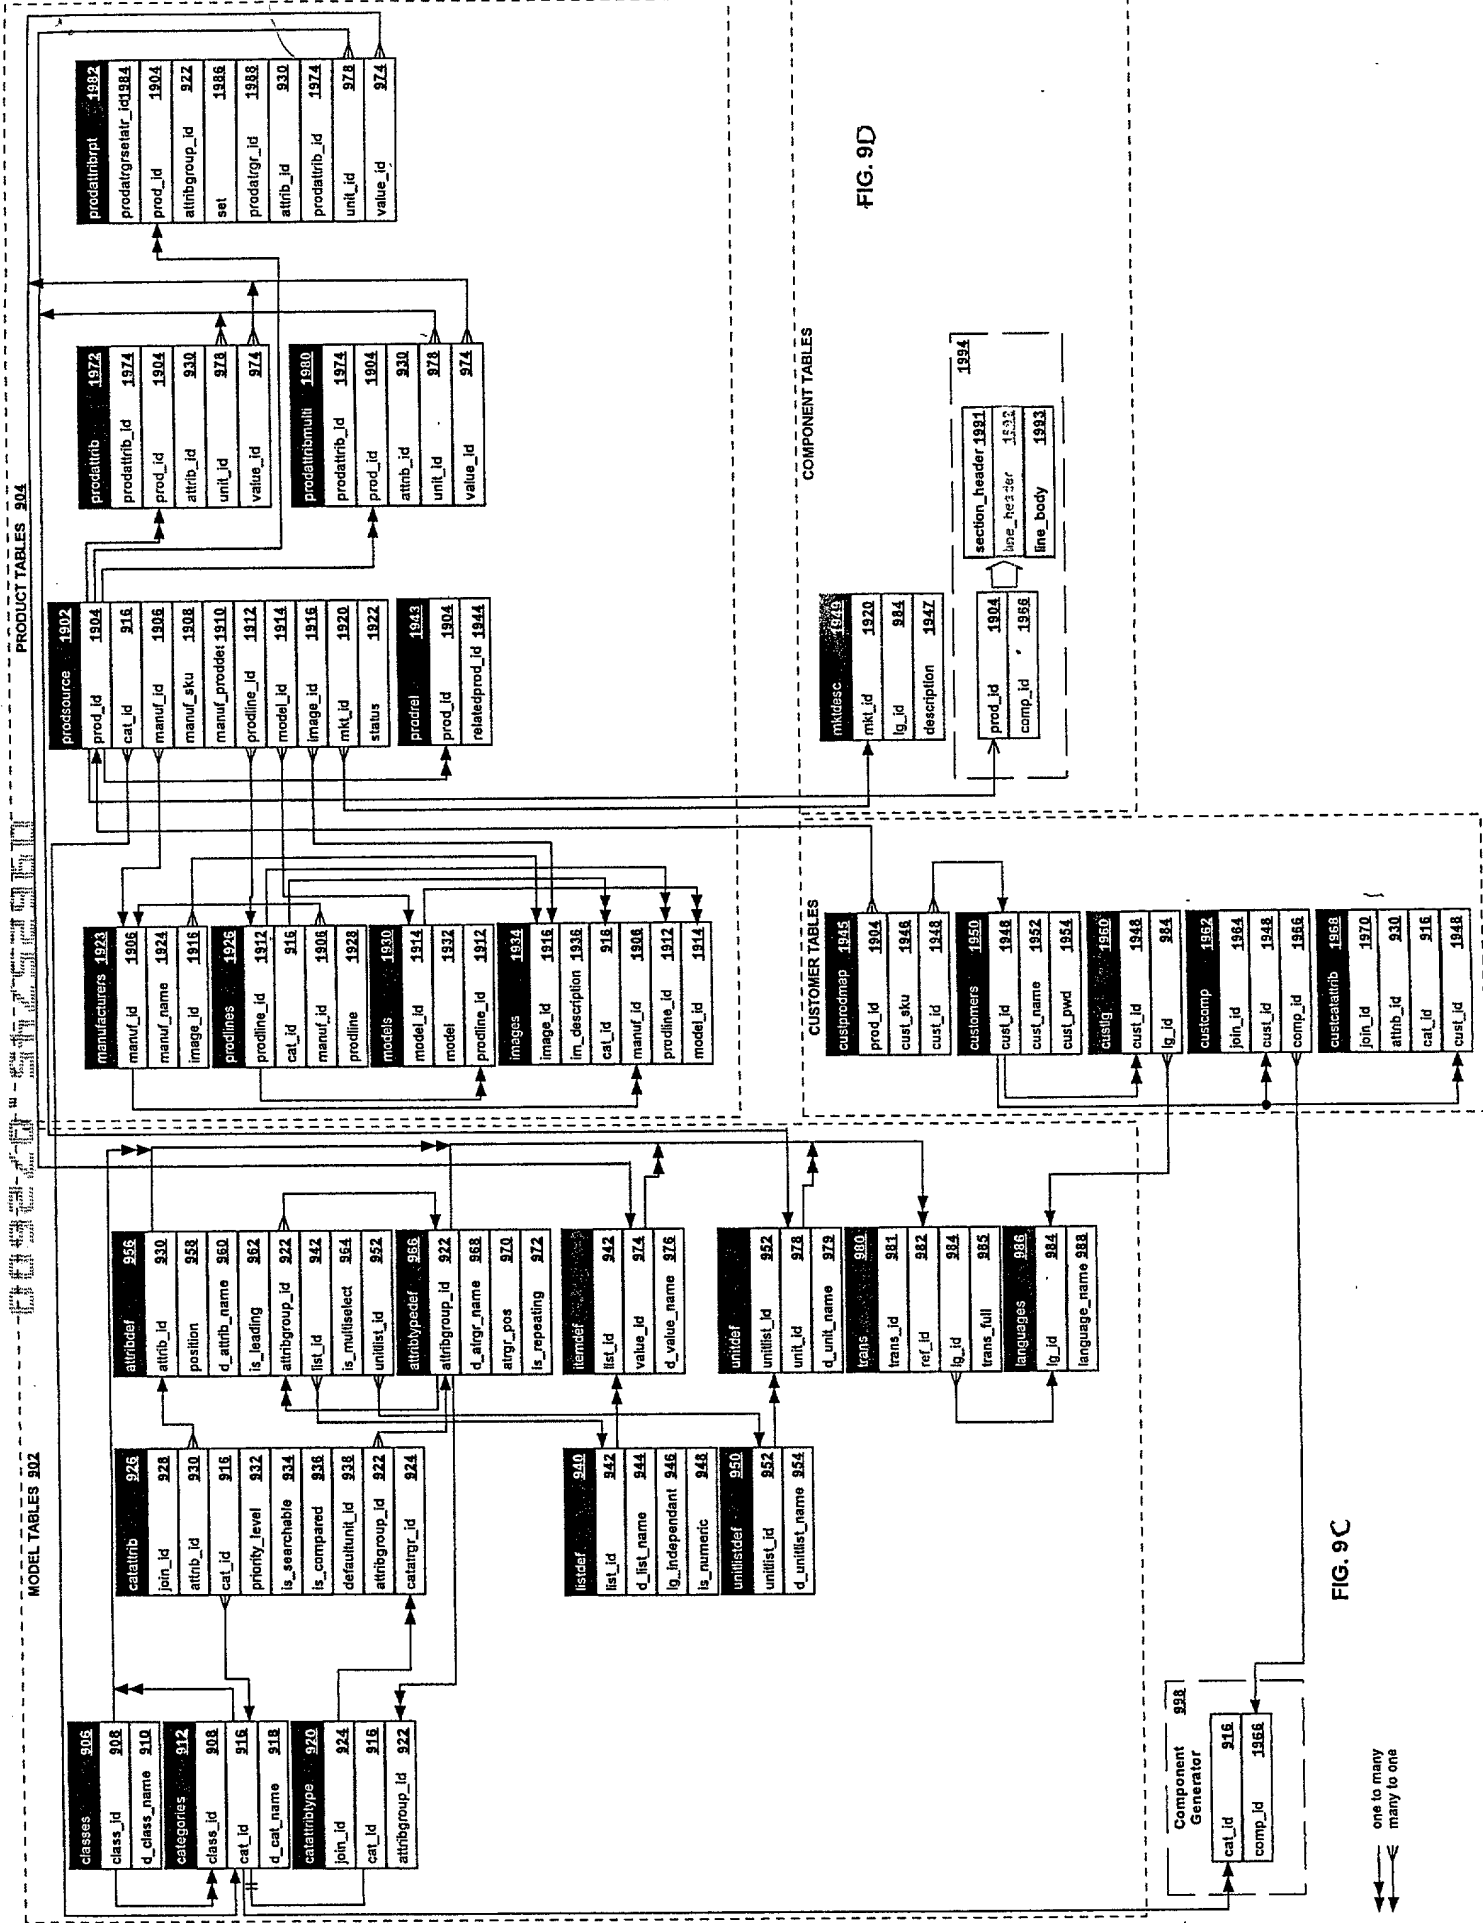 MODEL TABLES 902
classes 906
class_id 908
d_class_name 910
categories 912
class_id 908
cat_id 916
d_cat_name 918
catattribtype 920
join_id 924
cat_id 916
attribgroup_id 922
catattrib 926
join_id 928
attrib_id 930
cat_id 916
priority_level 932
is_searchable 934
is_compared 936
defaultunit_id 938
attribgroup_id 922
catatrgr_id 924
listdef 940
list_id 942
d_list_name 944
lg_independant 946
is_numeric 948
unitlistdef 950
unitlist_id 952
d_unitlist_name 954
attribdef 956
attrib_id 930
position 958
d_attrib_name 960
is_leading 962
attribgroup_id 922
list_id 942
is_multiselect 964
unitlist_id 952
attribtypedef 966
attribgroup_id 922
d_atrgr_name 968
atrgr_pos 970
is_repeating 972
itemdef
list_id 942
value_id 974
d_value_name 976
unitdef
unitlist_id 952
unit_id 978
d_unit_name 979
trans 980
trans_id 981
ref_id 982
lg_id 984
trans_full 985
languages 986
lg_id 984
language_name 988
Component Generator 998
cat_id 916
comp_id 1966
one to many
many to one
FIG. 9C
PRODUCT TABLES 904
manufacturers 1923
manuf_id 1906
manuf_name 1924
image_id 1916
prodlines 1926
prodline_id 1912
cat_id 916
manuf_id 1906
prodline 1928
models 1930
model_id 1914
model 1932
prodline_id 1912
images 1934
image_id 1916
im_description 1936
cat_id 916
manuf_id 1906
prodline_id 1912
model_id 1914
prodsource 1902
prod_id 1904
cat_id 916
manuf_id 1906
manuf_sku 1908
manuf_proddes 1910
prodline_id 1912
model_id 1914
image_id 1916
mkt_id 1920
status 1922
prodrel 1943
prod_id 1904
relatedprod_id 1944
prodattrib 1972
prodattrib_id 1974
prod_id 1904
attrib_id 930
unit_id 978
value_id 974
prodattribmulti 1980
prodattrib_id 1974
prod_id 1904
attrib_id 930
unit_id 978
value_id 974
prodattribrpt 1982
prodatrgrsetatr_id 1984
prod_id 1904
attribgroup_id 922
set 1986
prodatrgr_id 1988
attrib_id 930
prodattrib_id 1974
unit_id 978
value_id 974
CUSTOMER TABLES
custprodmap 1945
prod_id 1904
cust_sku 1946
cust_id 1948
customers 1950
cust_id 1948
cust_name 1952
cust_pwd 1954
custlg 1960
cust_id 1948
lg_id 984
custcomp 1962
join_id 1964
cust_id 1948
comp_id 1966
custcatattrib 1968
join_id 1970
attrib_id 930
cat_id 916
cust_id 1948
COMPONENT TABLES
mktdesc 1949
mkt_id 1920
lg_id 984
description 1947
1994
prod_id 1904
comp_id 1966
section_header 1991
line_header 1992
line_body 1993
FIG. 9D